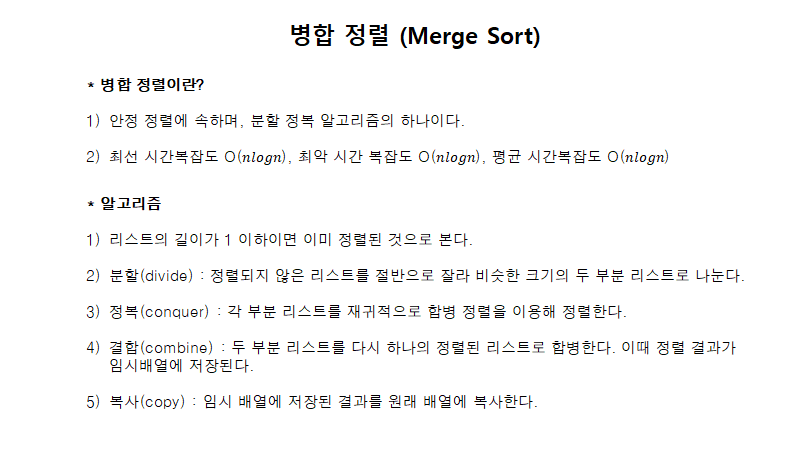 병합 정렬 (Merge Sort)
* 병합 정렬이란?
1) 안정 정렬에 속하며, 분할 정복 알고리즘의 하나이다.
2) 최선 시간복잡도 O(nlogn), 최악 시간 복잡도 O(nlogn), 평균 시간복잡도 O(nlogn)
* 알고리즘
1) 리스트의 길이가 1 이하이면 이미 정렬된 것으로 본다.
2) 분할(divide) : 정렬되지 않은 리스트를 절반으로 잘라 비슷한 크기의 두 부분 리스트로 나눈다.
3) 정복(conquer) : 각 부분 리스트를 재귀적으로 합병 정렬을 이용해 정렬한다.
4) 결합(combine) : 두 부분 리스트를 다시 하나의 정렬된 리스트로 합병한다. 이때 정렬 결과가
임시배열에 저장된다.
5) 복사(copy) : 임시 배열에 저장된 결과를 원래 배열에 복사한다.